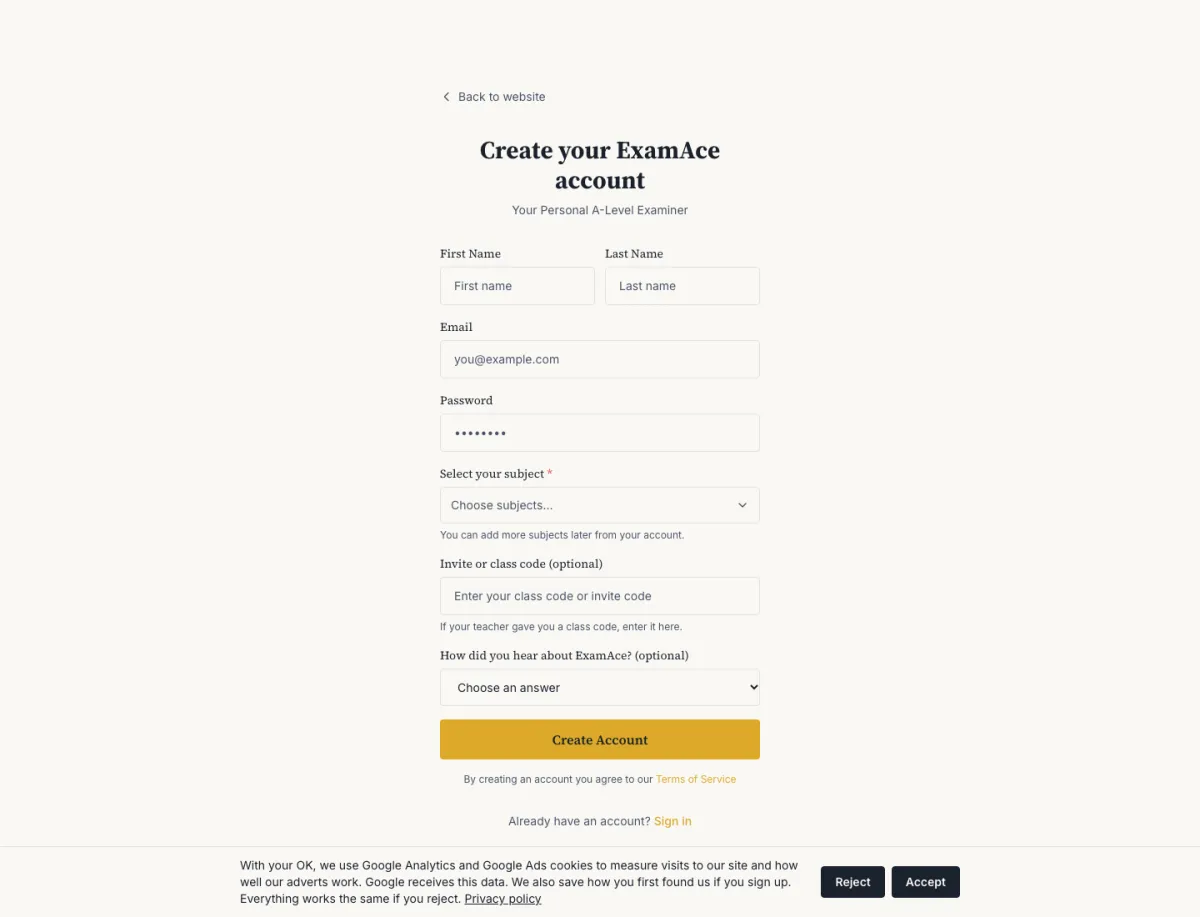 Back to website
Create your ExamAce
account
Your Personal A-Level Examiner
First Name
Last Name
First name
Last name
Email
you@example.com
Password
••••••••
Select your subject *
Choose subjects...
You can add more subjects later from your account.
Invite or class code (optional)
Enter your class code or invite code
If your teacher gave you a class code, enter it here.
How did you hear about ExamAce? (optional)
Choose an answer
Create Account
By creating an account you agree to our Terms of Service
Already have an account? Sign in
With your OK, we use Google Analytics and Google Ads cookies to measure visits to our site and how
well our adverts work. Google receives this data. We also save how you first found us if you sign up.
Everything works the same if you reject. Privacy policy
Reject
Accept